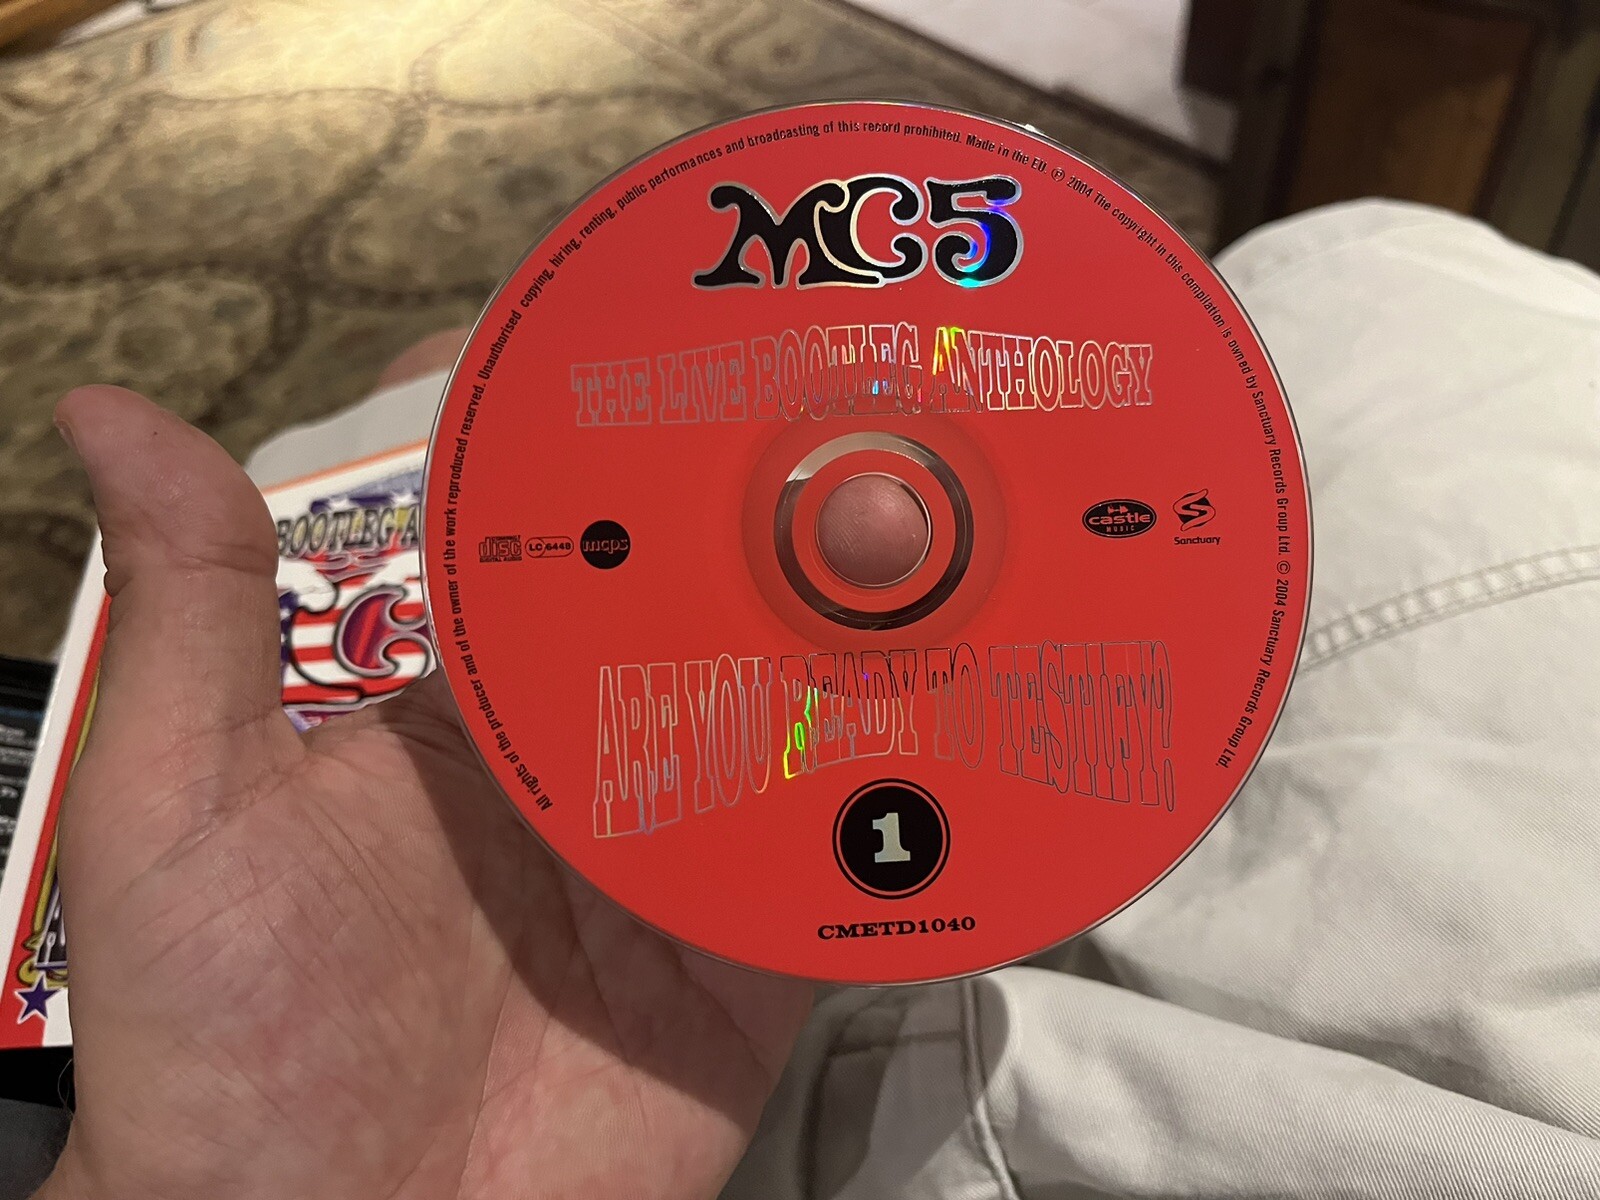 All rights of the producer and of the owner of the work reproduced reserved. Unauthorised copying, hiring, renting, public performances and broadcasting of this record prohibited. Made in the EU. ℗ 2004 The copyright in this compilation is owned by Sanctuary Records Group Ltd. © 2004 Sanctuary Records Group Ltd.
MC5
THE LIVE BOOTLEG ANTHOLOGY
disc
LC 6448
mcps
castle
MUSIC
Sanctuary
ARE YOU READY TO TESTIFY?
1
CMETD1040
BOOTLEG A
C